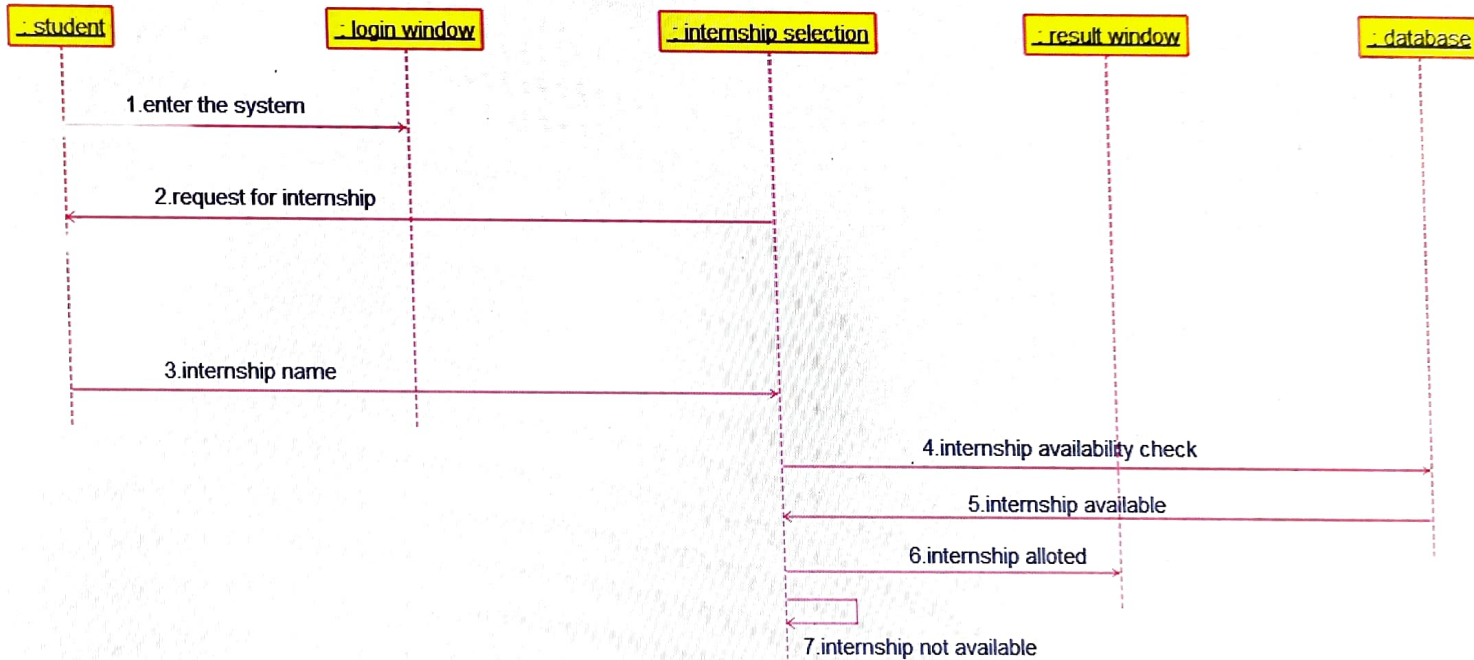 : student
: login window
: internship selection
: result window
: database
1.enter the system
2.request for internship
3.internship name
4.internship availability check
5.internship available
6.internship alloted
7.internship not available